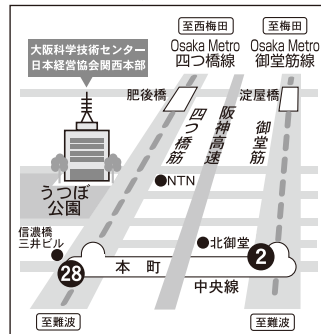 至西梅田
至梅田
Osaka Metro
四つ橋線
Osaka Metro
御堂筋線
大阪科学技術センター
日本経営協会関西本部
肥後橋
淀屋橋
四つ橋筋
阪神高速
御堂筋
うつぼ
公園
NTN
信濃橋
三井ビル
北御堂
2
28
本町
中央線
至難波
至難波